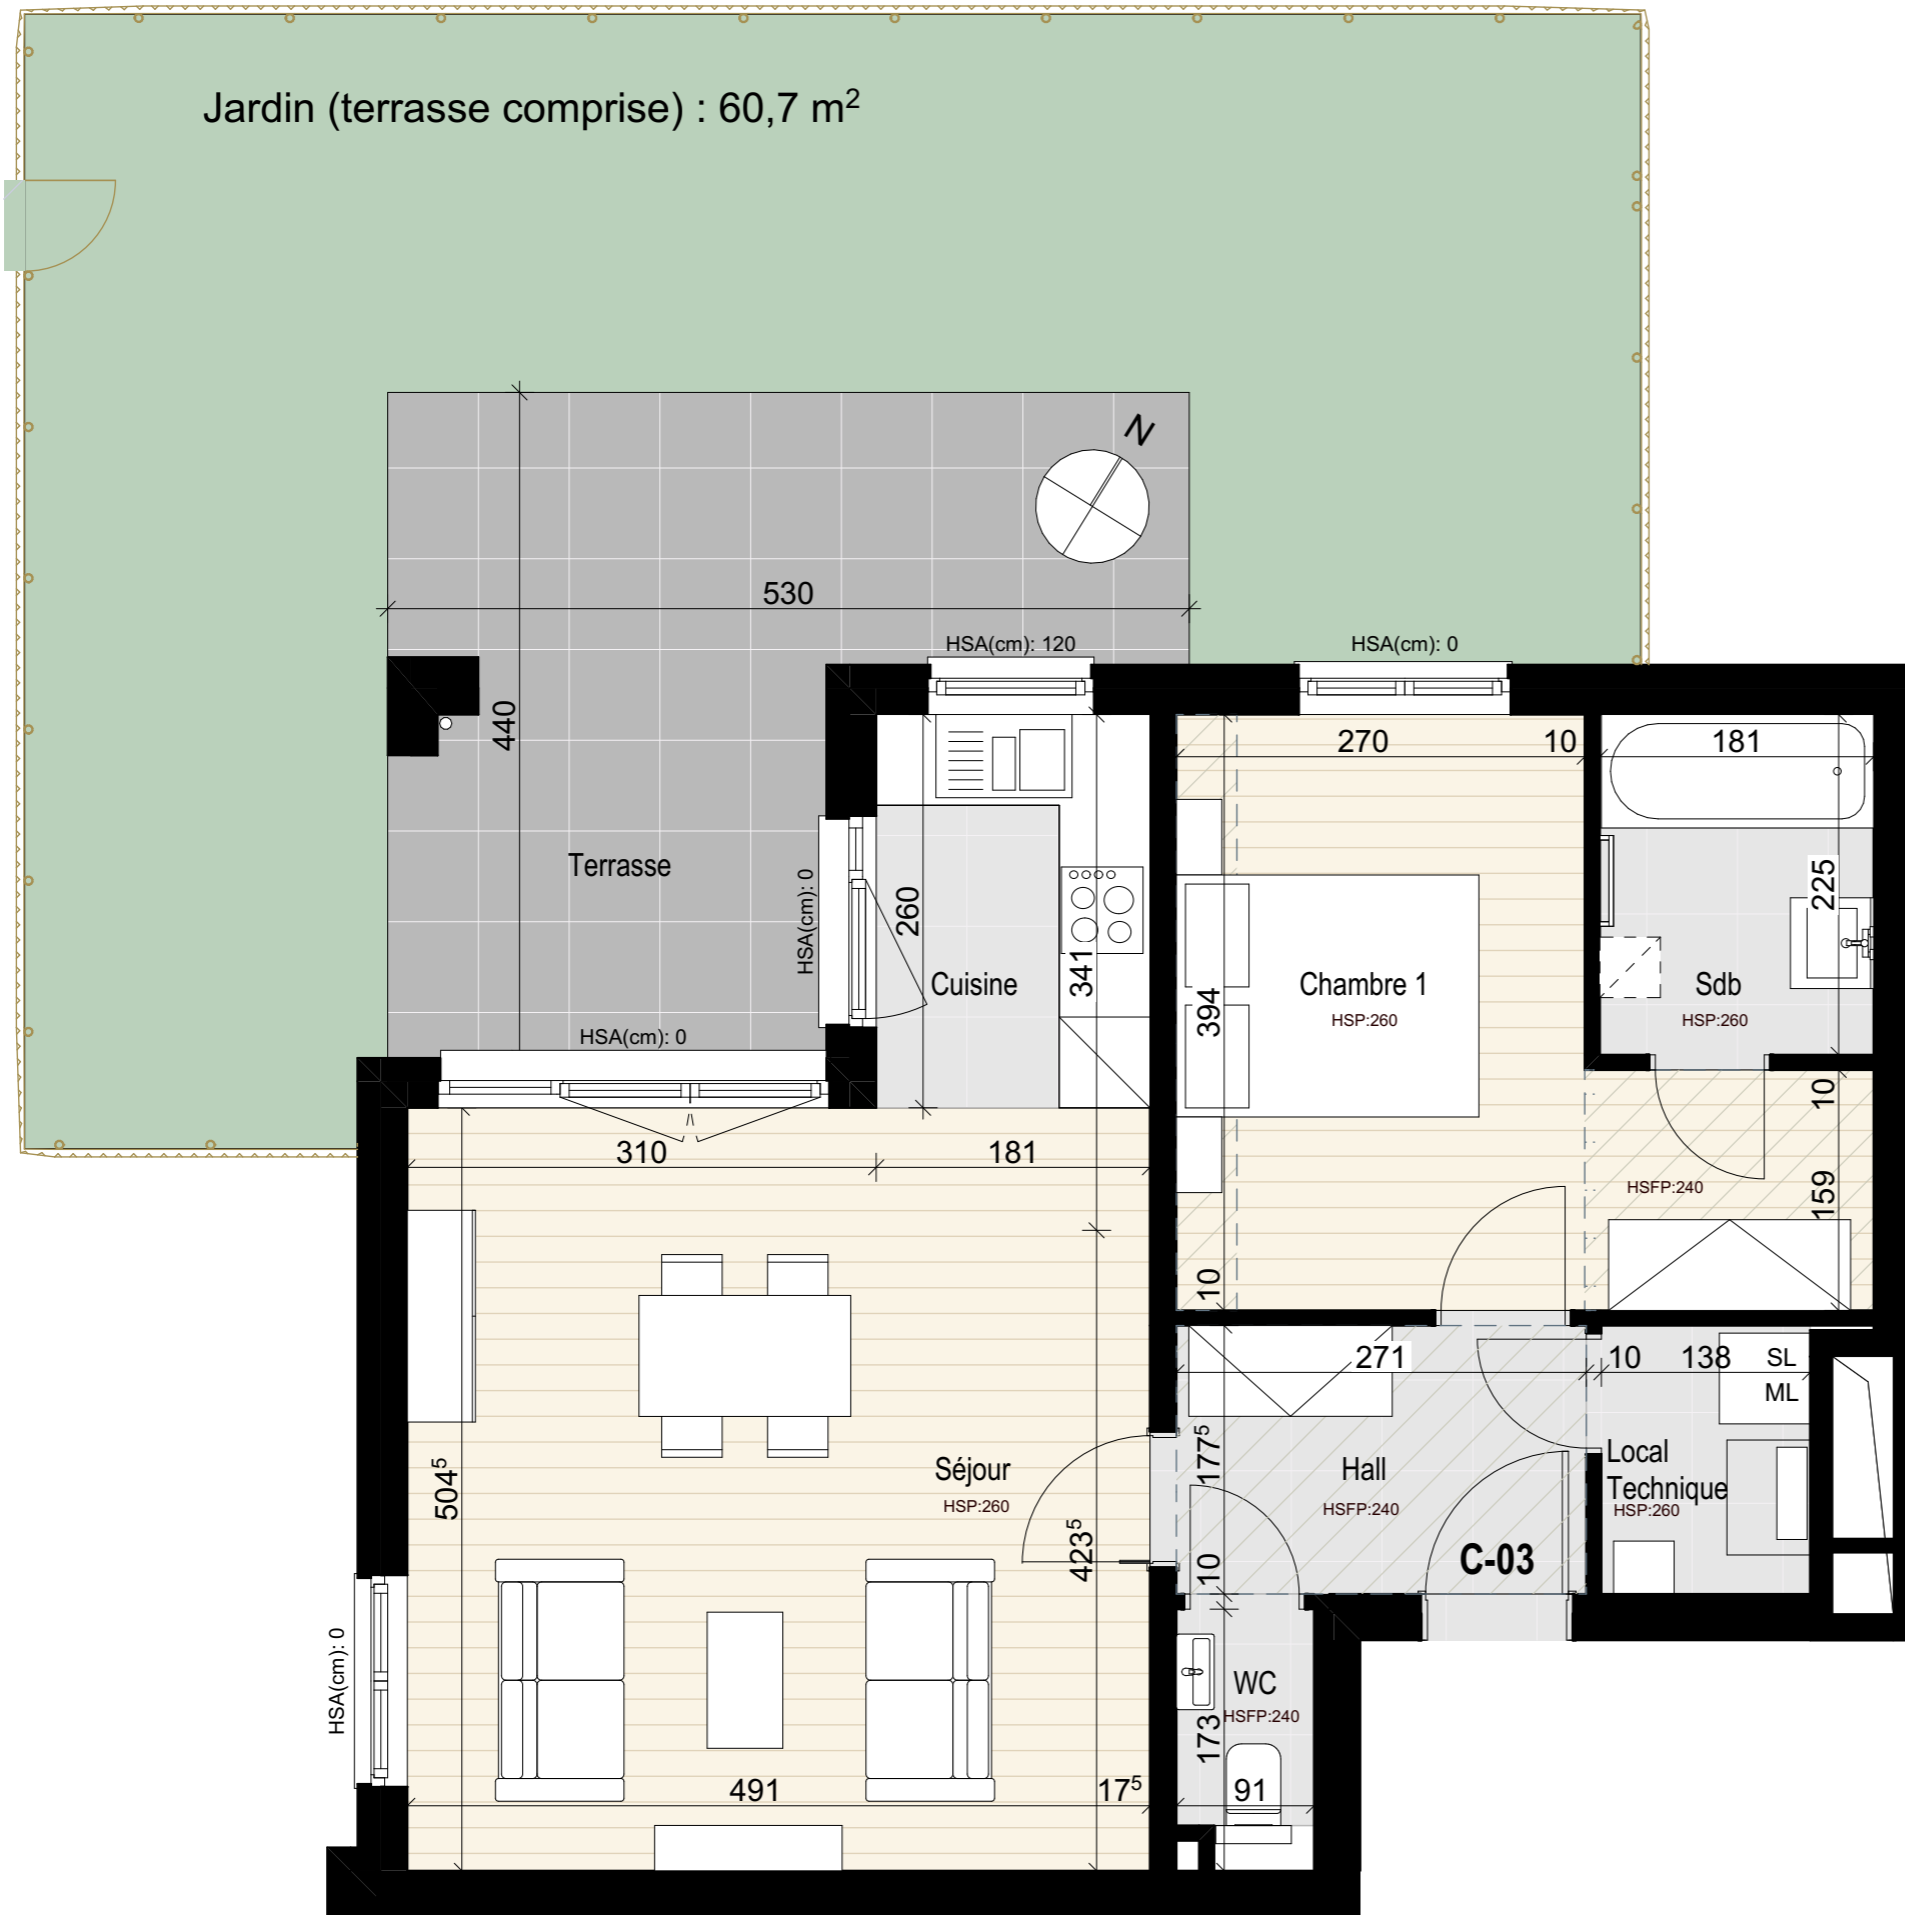 Jardin (terrasse comprise) : 60,7 m²
N
530
HSA(cm): 120
HSA(cm): 0
440
270
10
181
Terrasse
HSA(cm): 0
260
341
Cuisine
394
Chambre 1
HSP:260
225
Sdb
HSP:260
HSA(cm): 0
10
310
181
HSFP:240
159
10
271
10
138
SL
ML
504⁵
Séjour
HSP:260
423⁵
177⁵
Hall
HSFP:240
Local
Technique
HSP:260
10
C-03
HSA(cm): 0
WC
HSFP:240
173
491
17⁵
91